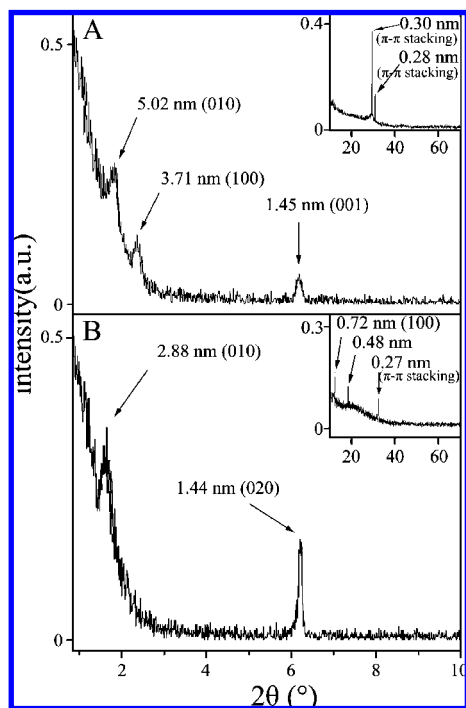 A
0.5
5.02 nm (010)
3.71 nm (100)
1.45 nm (001)
0
0.4
0.30 nm
(π-π stacking)
0.28 nm
(π-π stacking)
0
10 20 40 60
intensity(a.u.)
B
0.5
2.88 nm (010)
1.44 nm (020)
0
0.3
0.72 nm (100)
0.48 nm
0.27 nm
(π-π stacking)
0
20 40 60
2 4 6 8 10
2θ (°)